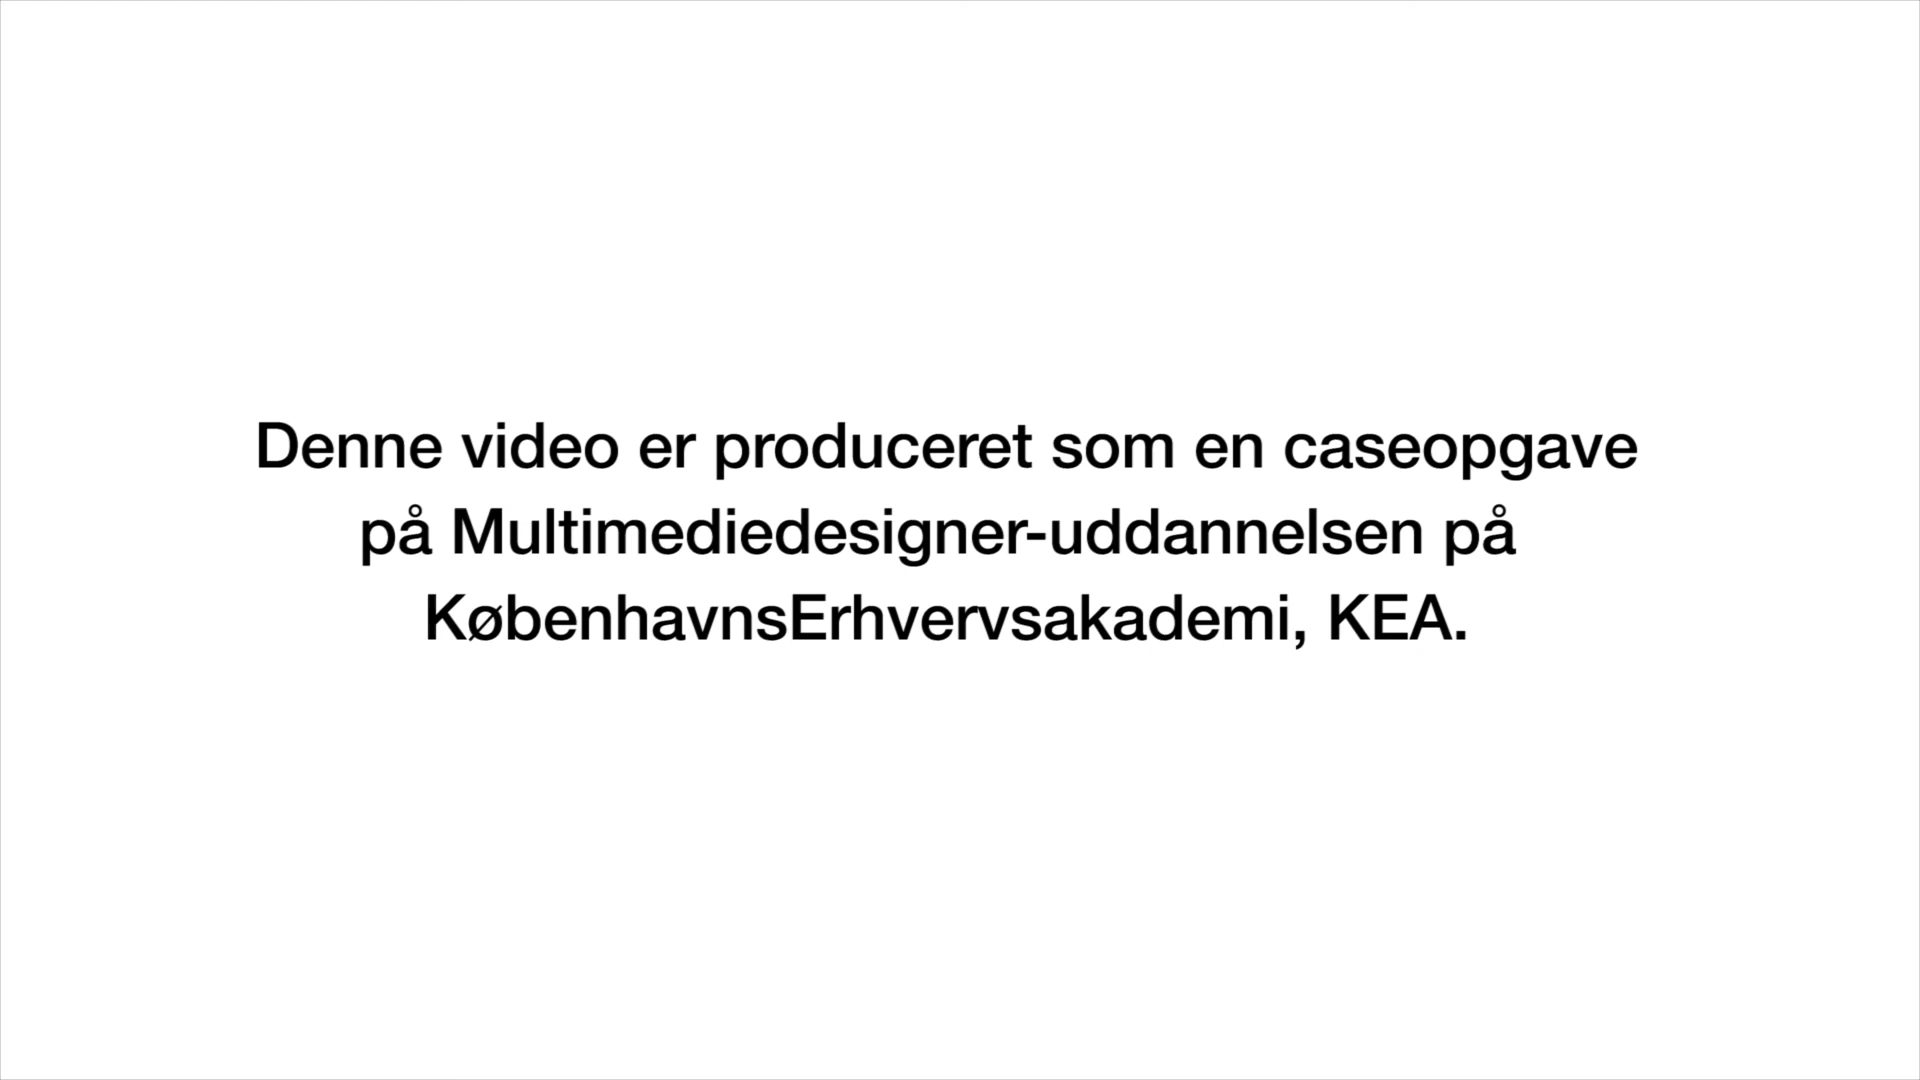 Denne video er produceret som en caseopgave
på Multimediedesigner-uddannelsen på
KøbenhavnsErhvervsakademi, KEA.